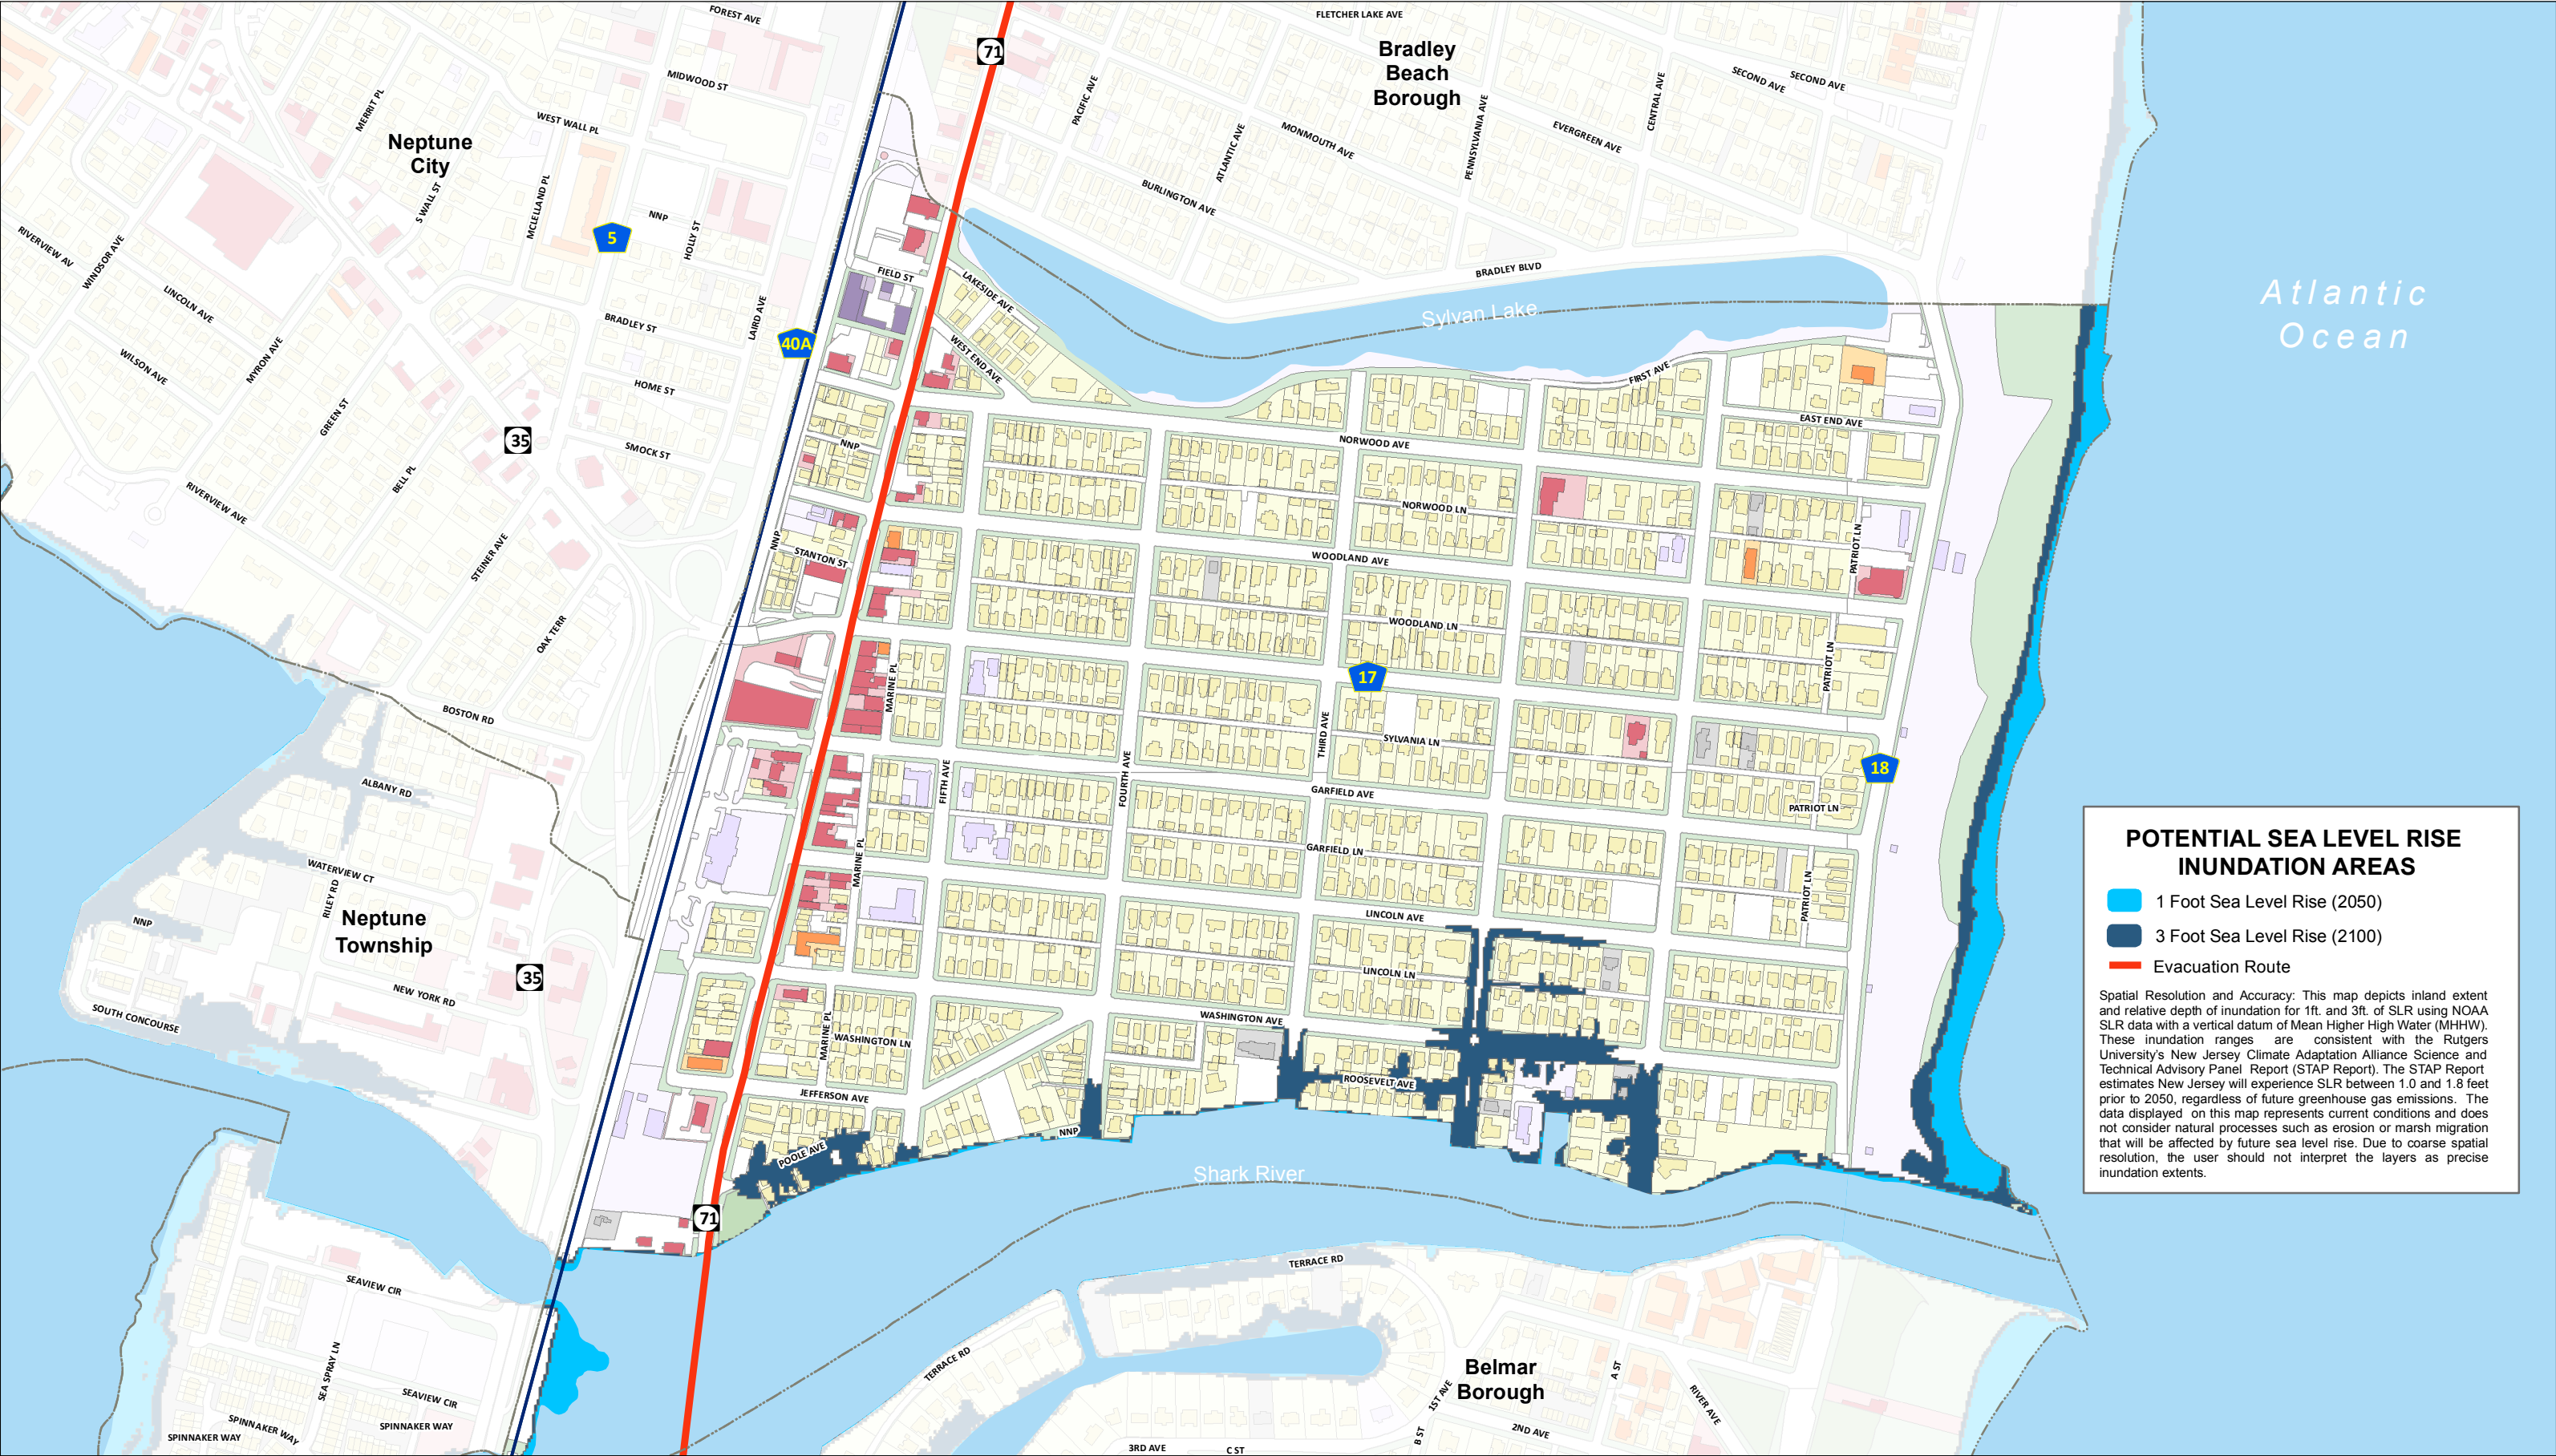 FOREST AVE
FLETCHER LAKE AVE
71
Bradley
Beach
Borough
MIDWOOD ST
SECOND AVE
SECOND AVE
MERRIT PL
PACIFIC AVE
CENTRAL AVE
PENNSYLVANIA AVE
WEST WALL PL
Neptune
City
MONMOUTH AVE
EVERGREEN AVE
ATLANTIC AVE
S WALL ST
MCLELLAND PL
BURLINGTON AVE
NNP
HOLLY ST
5
RIVERVIEW AV
WINDSOR AVE
FIELD ST
LAKESIDE AVE
BRADLEY BLVD
Atlantic
Ocean
LINCOLN AVE
LAIRD AVE
BRADLEY ST
Sylvan Lake
40A
MYRON AVE
WILSON AVE
WEST END AVE
FIRST AVE
HOME ST
GREEN ST
EAST END AVE
35
NNP
NORWOOD AVE
SMOCK ST
BELL PL
RIVERVIEW AVE
NORWOOD LN
NNP
STANTON ST
STEINER AVE
WOODLAND AVE
PATRIOT LN
OAK TERR
WOODLAND LN
MARINE PL
17
PATRIOT LN
BOSTON RD
THIRD AVE
SYLVANIA LN
18
ALBANY RD
FIFTH AVE
FOURTH AVE
GARFIELD AVE
PATRIOT LN
GARFIELD LN
WATERVIEW CT
MARINE PL
RILEY RD
PATRIOT LN
Neptune
Township
NNP
LINCOLN AVE
35
LINCOLN LN
NEW YORK RD
SOUTH CONCOURSE
WASHINGTON AVE
MARINE PL
WASHINGTON LN
ROOSEVELT AVE
JEFFERSON AVE
NNP
POOLE AVE
Shark River
71
TERRACE RD
SEAVIEW CIR
TERRACE RD
SEA SPRAY LN
Belmar
Borough
A ST
1ST AVE
RIVER AVE
SEAVIEW CIR
SPINNAKER WAY
SPINNAKER WAY
SPINNAKER WAY
B ST
2ND AVE
3RD AVE
C ST
POTENTIAL SEA LEVEL RISE
INUNDATION AREAS
1 Foot Sea Level Rise (2050)
3 Foot Sea Level Rise (2100)
Evacuation Route
Spatial Resolution and Accuracy: This map depicts inland extent
and relative depth of inundation for 1ft. and 3ft. of SLR using NOAA
SLR data with a vertical datum of Mean Higher High Water (MHHW).
These inundation ranges are consistent with the Rutgers
University's New Jersey Climate Adaptation Alliance Science and
Technical Advisory Panel Report (STAP Report). The STAP Report
estimates New Jersey will experience SLR between 1.0 and 1.8 feet
prior to 2050, regardless of future greenhouse gas emissions. The
data displayed on this map represents current conditions and does
not consider natural processes such as erosion or marsh migration
that will be affected by future sea level rise. Due to coarse spatial
resolution, the user should not interpret the layers as precise
inundation extents.